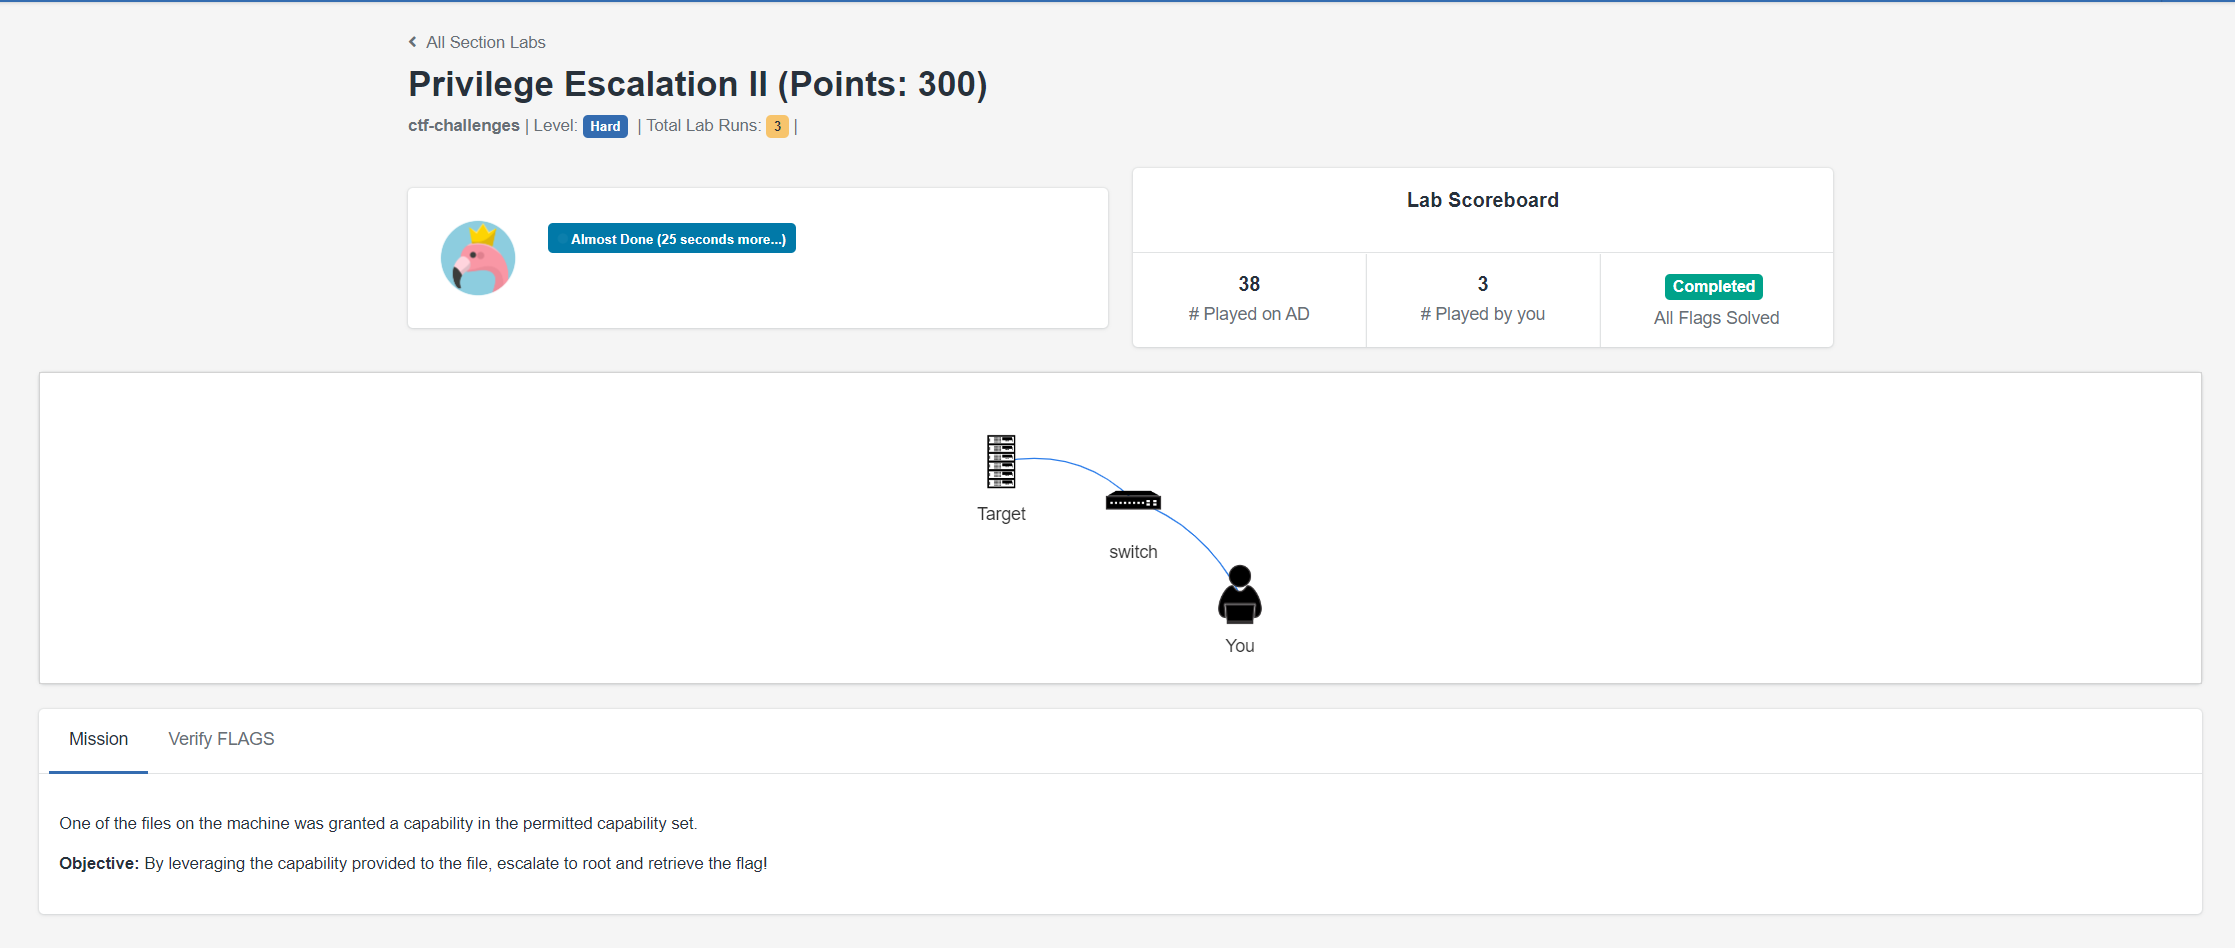 All Section Labs
Privilege Escalation II (Points: 300)
ctf-challenges | Level: Hard | Total Lab Runs: 3 |
Almost Done (25 seconds more...)
Lab Scoreboard
38
# Played on AD
3
# Played by you
Completed
All Flags Solved
Target
switch
You
Mission
Verify FLAGS
One of the files on the machine was granted a capability in the permitted capability set.
Objective: By leveraging the capability provided to the file, escalate to root and retrieve the flag!